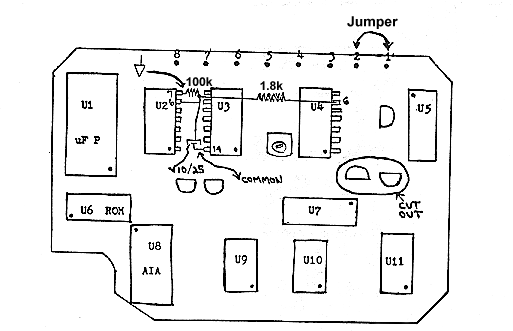 Jumper
8 7 6 5 4 3 2 1
100k 1.8k
U1
uF P
U2
7
6
U3
14
U4
6
U5
10/25
COMMON
CUT
OUT
U6 ROM
U7
U8
AIA
U9
U10
U11